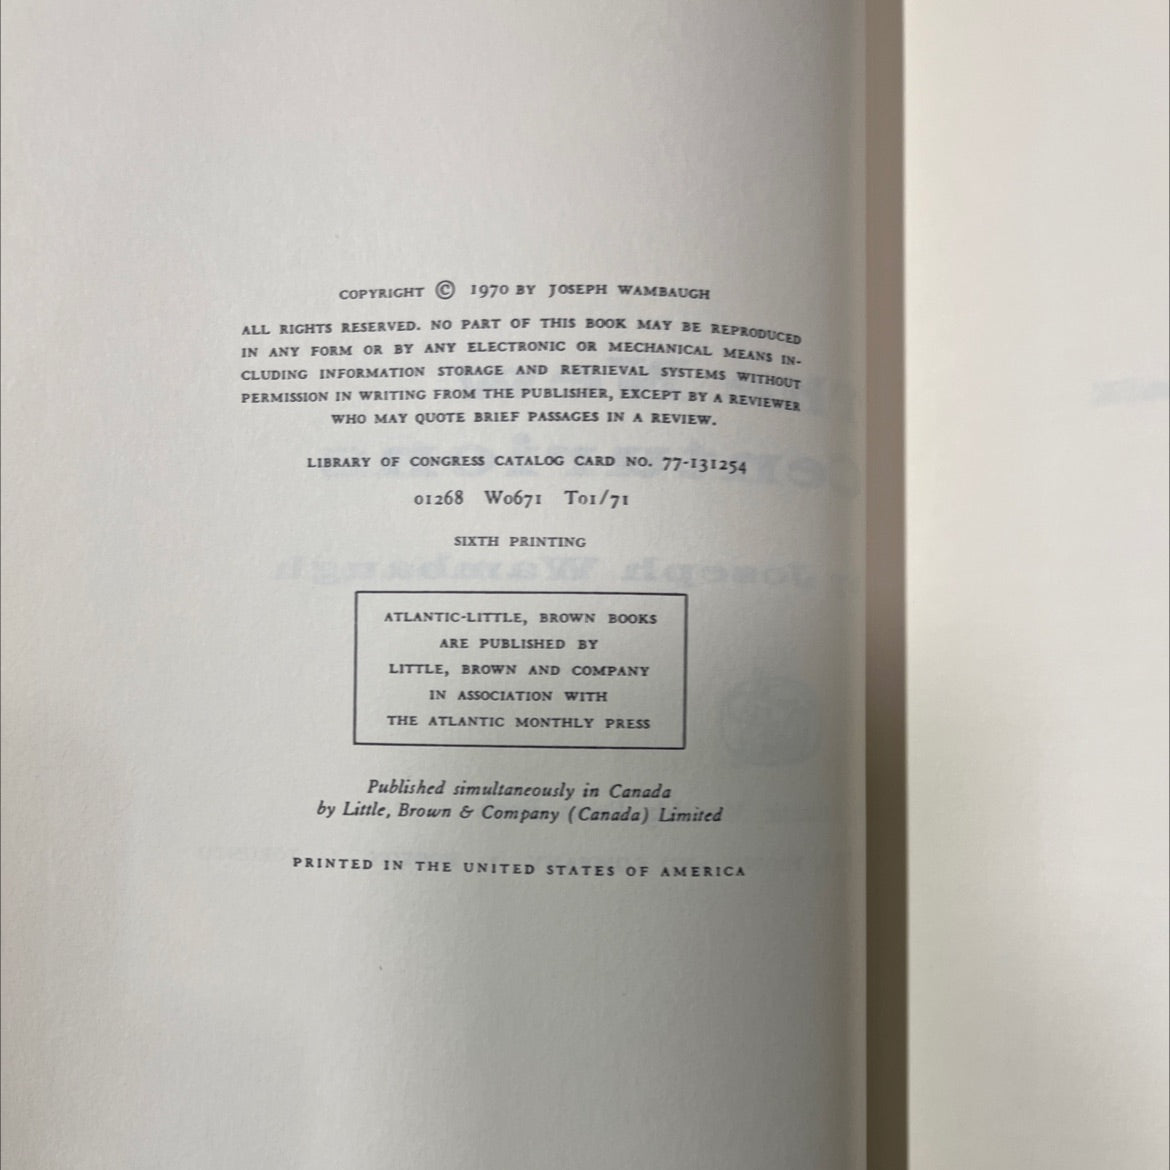 COPYRIGHT © 1970 BY JOSEPH WAMBAUGH
ALL RIGHTS RESERVED. NO PART OF THIS BOOK MAY BE REPRODUCED
IN ANY FORM OR BY ANY ELECTRONIC OR MECHANICAL MEANS IN-
CLUDING INFORMATION STORAGE AND RETRIEVAL SYSTEMS WITHOUT
PERMISSION IN WRITING FROM THE PUBLISHER, EXCEPT BY A REVIEWER
WHO MAY QUOTE BRIEF PASSAGES IN A REVIEW.
LIBRARY OF CONGRESS CATALOG CARD NO. 77-131254
01268 W0671 T01/71
SIXTH PRINTING
ATLANTIC-LITTLE, BROWN BOOKS
ARE PUBLISHED BY
LITTLE, BROWN AND COMPANY
IN ASSOCIATION WITH
THE ATLANTIC MONTHLY PRESS
Published simultaneously in Canada
by Little, Brown & Company (Canada) Limited
PRINTED IN THE UNITED STATES OF AMERICA